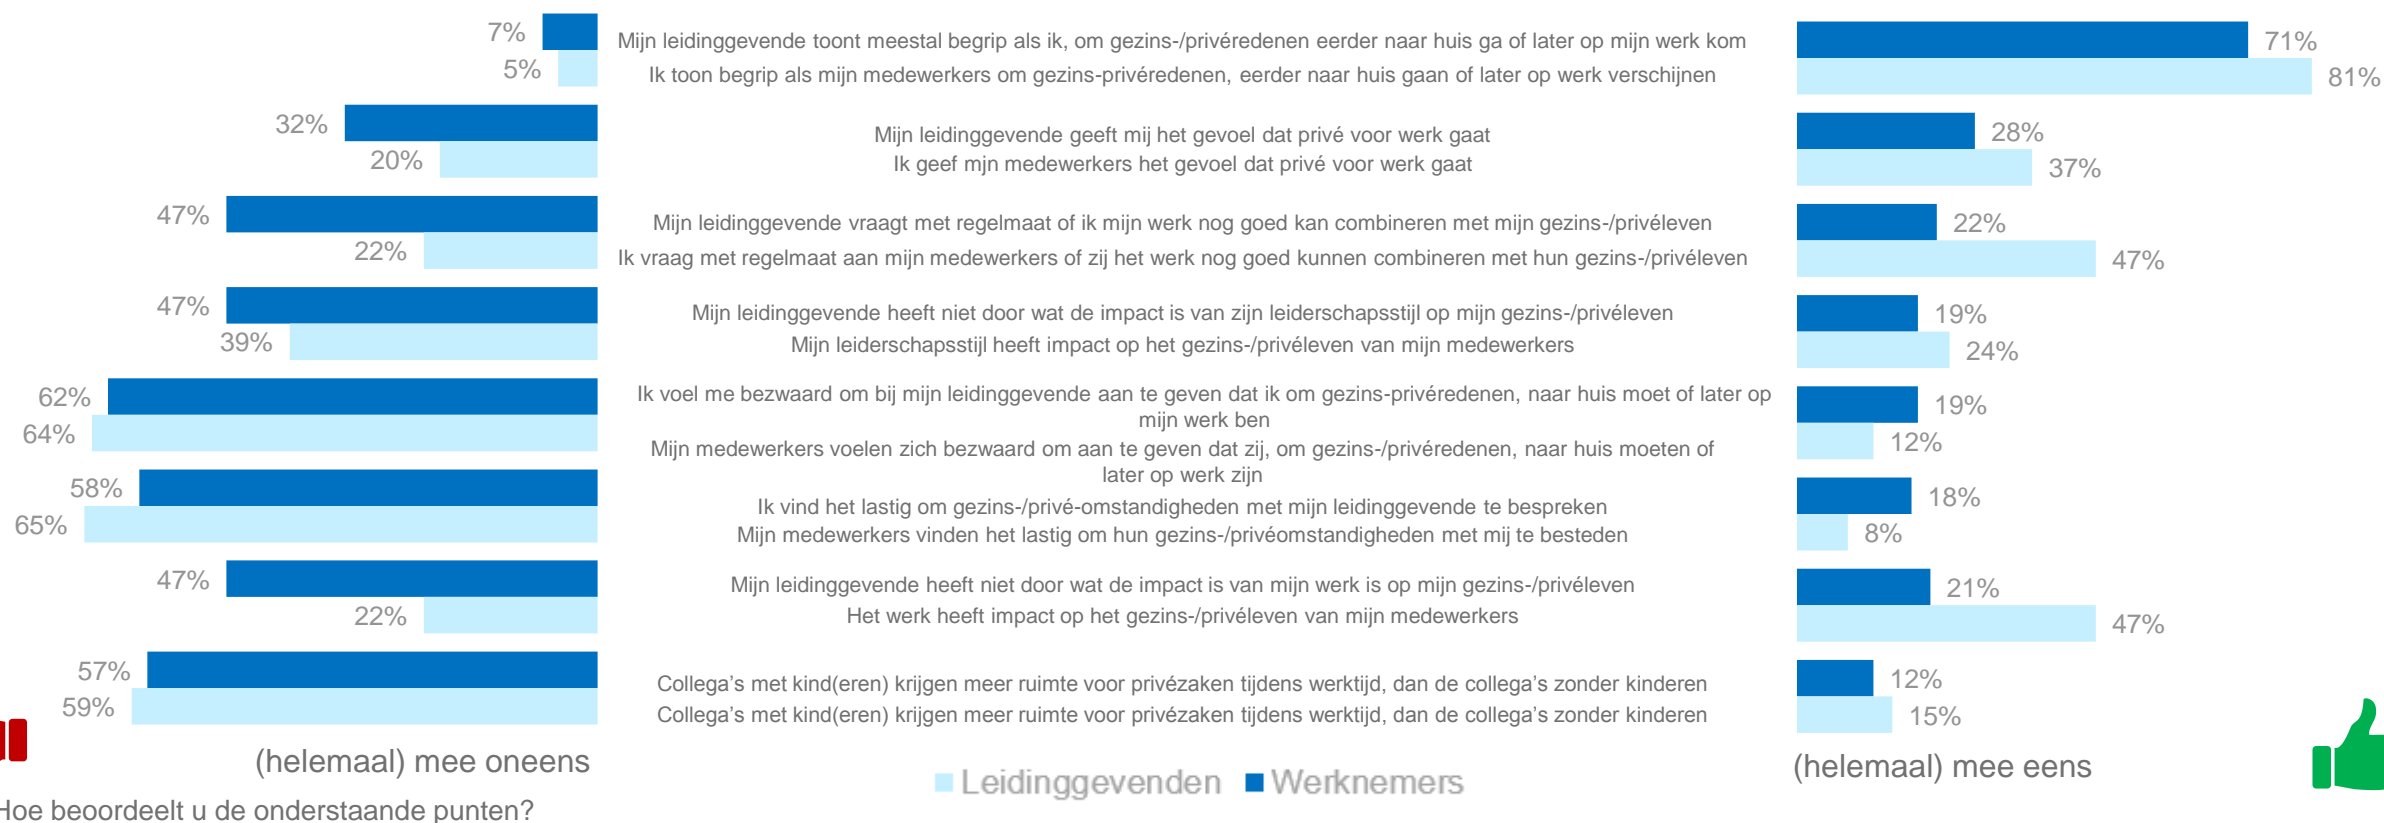 7%
Mijn leidinggevende toont meestal begrip als ik, om gezins-/privéredenen eerder naar huis ga of later op mijn werk kom
71%
5%
Ik toon begrip als mijn medewerkers om gezins-privéredenen, eerder naar huis gaan of later op werk verschijnen
81%
32%
Mijn leidinggevende geeft mij het gevoel dat privé voor werk gaat
28%
20%
Ik geef mjn medewerkers het gevoel dat privé voor werk gaat
37%
47%
Mijn leidinggevende vraagt met regelmaat of ik mijn werk nog goed kan combineren met mijn gezins-/privéleven
22%
22%
Ik vraag met regelmaat aan mijn medewerkers of zij het werk nog goed kunnen combineren met hun gezins-/privéleven
47%
47%
Mijn leidinggevende heeft niet door wat de impact is van zijn leiderschapsstijl op mijn gezins-/privéleven
19%
39%
Mijn leiderschapsstijl heeft impact op het gezins-/privéleven van mijn medewerkers
24%
62%
Ik voel me bezwaard om bij mijn leidinggevende aan te geven dat ik om gezins-privéredenen, naar huis moet of later op
mijn werk ben
19%
64%
Mijn medewerkers voelen zich bezwaard om aan te geven dat zij, om gezins-/privéredenen, naar huis moeten of
later op werk zijn
12%
58%
Ik vind het lastig om gezins-/privé-omstandigheden met mijn leidinggevende te bespreken
18%
65%
Mijn medewerkers vinden het lastig om hun gezins-/privéomstandigheden met mij te besteden
8%
47%
Mijn leidinggevende heeft niet door wat de impact is van mijn werk is op mijn gezins-/privéleven
21%
22%
Het werk heeft impact op het gezins-/privéleven van mijn medewerkers
47%
57%
Collega's met kind(eren) krijgen meer ruimte voor privézaken tijdens werktijd, dan de collega's zonder kinderen
12%
59%
Collega's met kind(eren) krijgen meer ruimte voor privézaken tijdens werktijd, dan de collega's zonder kinderen
15%
(helemaal) mee oneens
Leidinggevenden
Werknemers
(helemaal) mee eens
Hoe beoordeelt u de onderstaande punten?